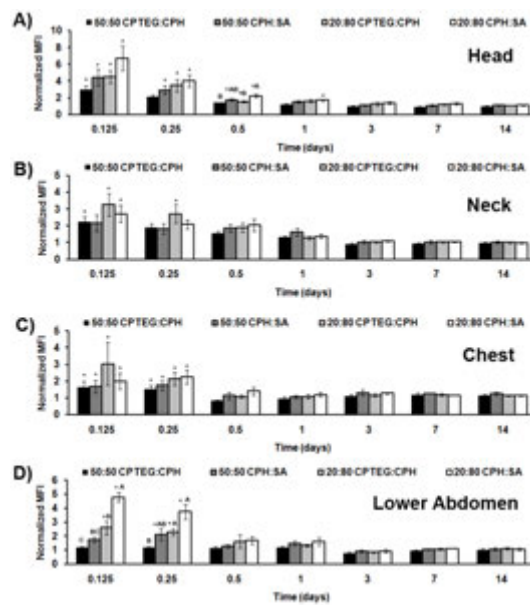 A)
50:50 CPTEG:CPH 50:50 CPH:SA 20:80 CPTEG:CPH 20:80 CPH:SA
Head
Normalized MFI
10
8
6
4
2
0
0.125 0.25 0.5 1 3 7 14
Time (days)
B)
50:50 CPTEG:CPH 50:50 CPH:SA 20:80 CPTEG:CPH 20:80 CPH:SA
Neck
Normalized MFI
5
4
3
2
1
0
0.125 0.25 0.5 1 3 7 14
Time (days)
C)
50:50 CPTEG:CPH 50:50 CPH:SA 20:80 CPTEG:CPH 20:80 CPH:SA
Chest
Normalized MFI
5
4
3
2
1
0
0.125 0.25 0.5 1 3 7 14
Time (days)
D)
50:50 CPTEG:CPH 50:50 CPH:SA 20:80 CPTEG:CPH 20:80 CPH:SA
Lower Abdomen
Normalized MFI
6
5
4
3
2
1
0
0.125 0.25 0.5 1 3 7 14
Time (days)